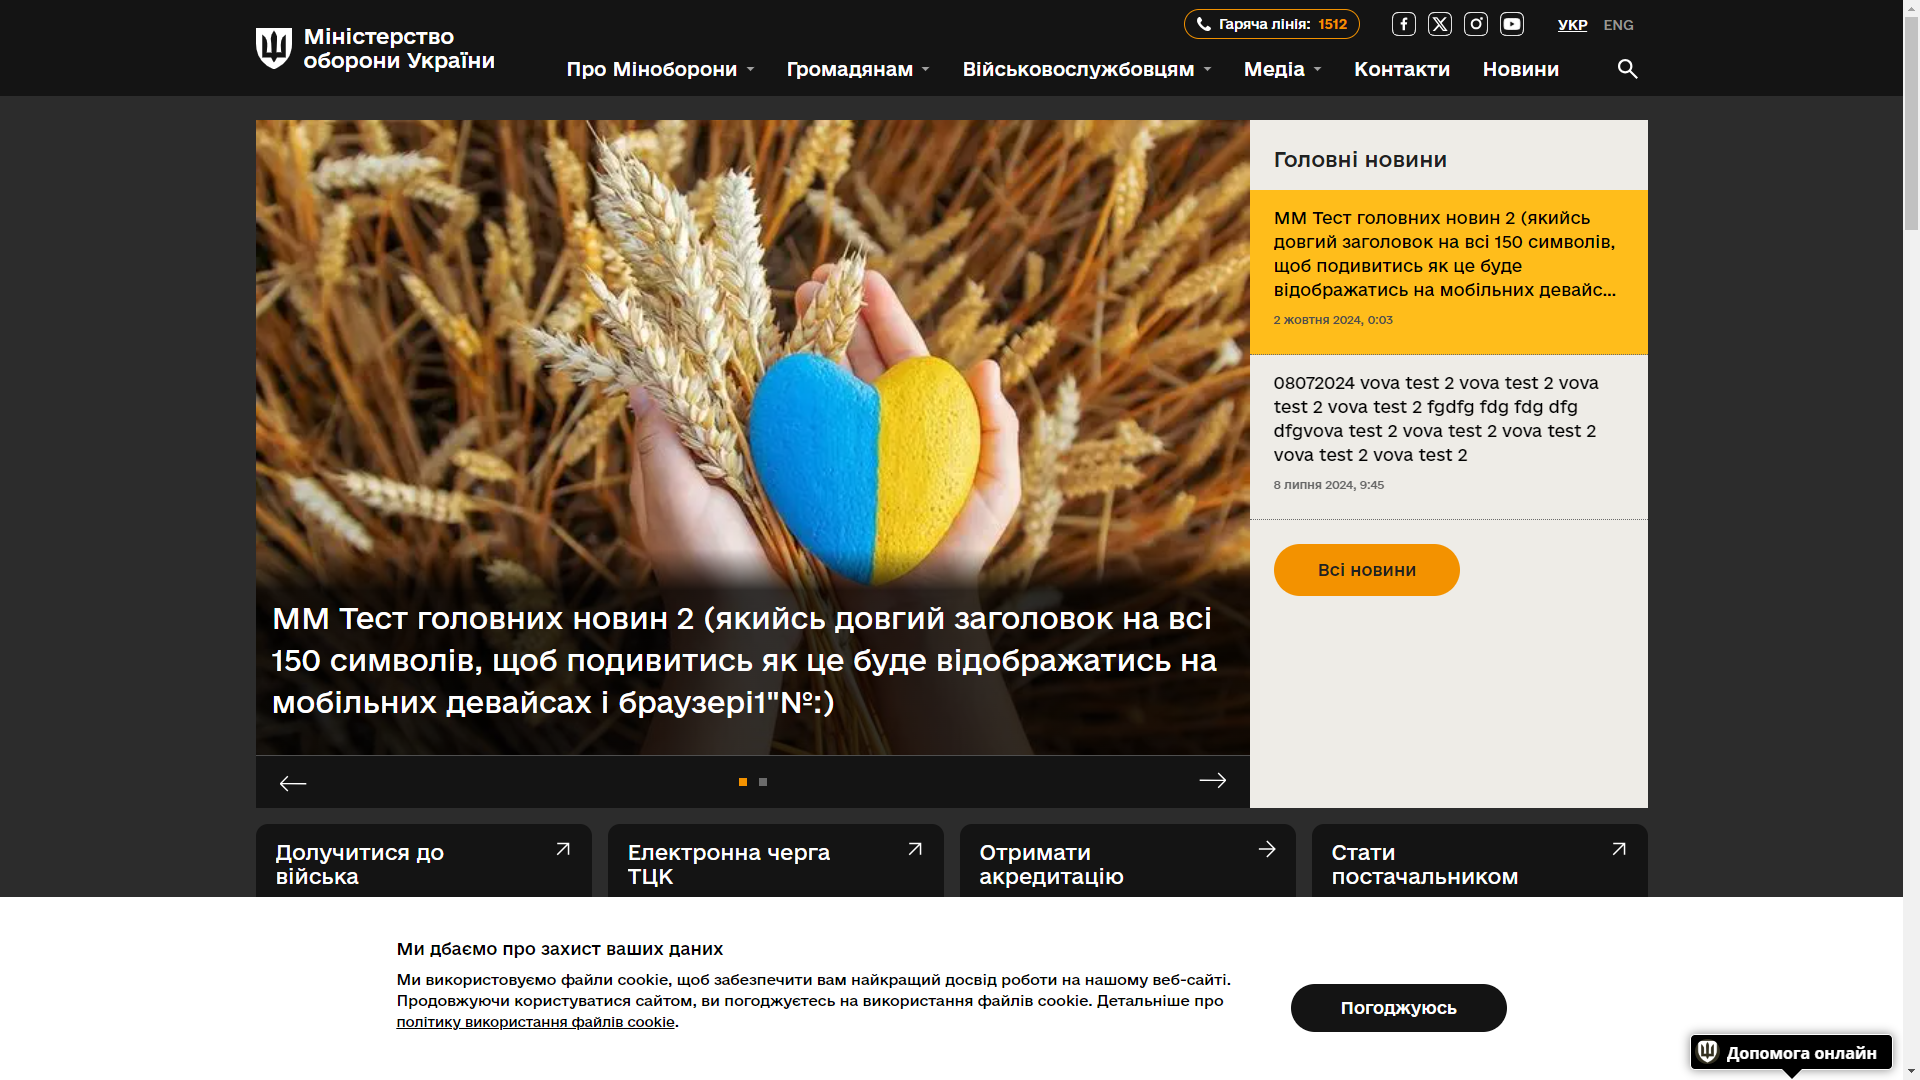 Міністерство
оборони України
Гаряча лінія: 1512
УКР
ENG
Про Міноборони
Громадянам
Військовослужбовцям
Медіа
Контакти
Новини
ММ Тест головних новин 2 (якийсь довгий заголовок на всі
150 символів, щоб подивитись як це буде відображатись на
мобільних девайсах і браузері1"№:)
Головні новини
ММ Тест головних новин 2 (якийсь
довгий заголовок на всі 150 символів,
щоб подивитись як це буде
відображатись на мобільних девайс...
2 жовтня 2024, 0:03
08072024 vova test 2 vova test 2 vova
test 2 vova test 2 fgdfg fdg fdg dfg
dfgvova test 2 vova test 2 vova test 2
vova test 2 vova test 2
8 липня 2024, 9:45
Всі новини
Долучитися до
війська
Електронна черга
ТЦК
Отримати
акредитацію
Стати
постачальником
Ми дбаємо про захист ваших даних
Ми використовуємо файли cookie, щоб забезпечити вам найкращий досвід роботи на нашому веб-сайті.
Продовжуючи користуватися сайтом, ви погоджуєтесь на використання файлів cookie. Детальніше про
політику використання файлів cookie.
Погоджуюсь
Допомога онлайн